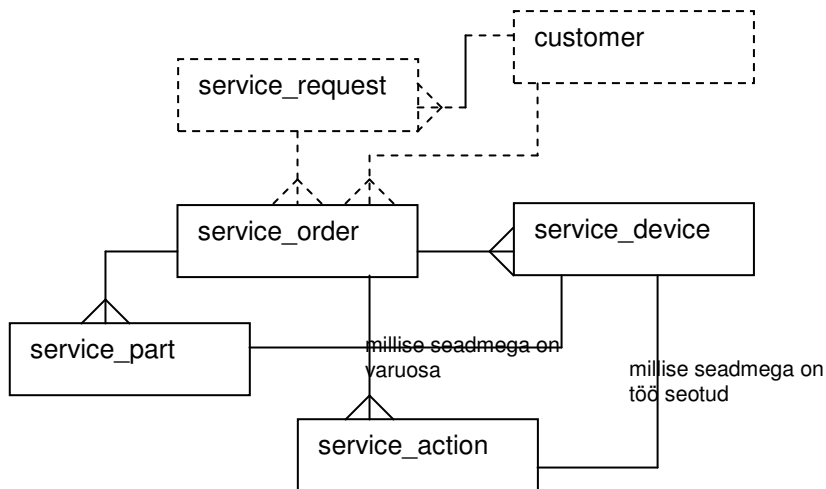 customer
service_request
service_order
service_device
service_part
millise seadmega on
varuosa
millise seadmega on
töö seotud
service_action